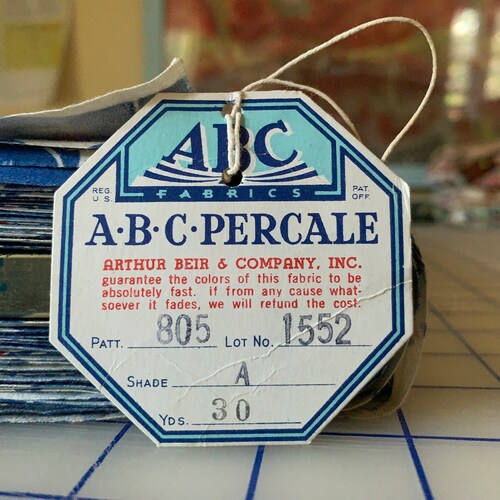 ABC
FABRICS
REG. U.S.
PAT. OFF.
A·B·C·PERCALE
ARTHUR BEIR & COMPANY, INC.
guarantee the colors of this fabric to be
absolutely fast. if from any cause what-
soever it fades, we will refund the cost.
PATT. 805 LOT NO. 1552
SHADE A
YDS. 30